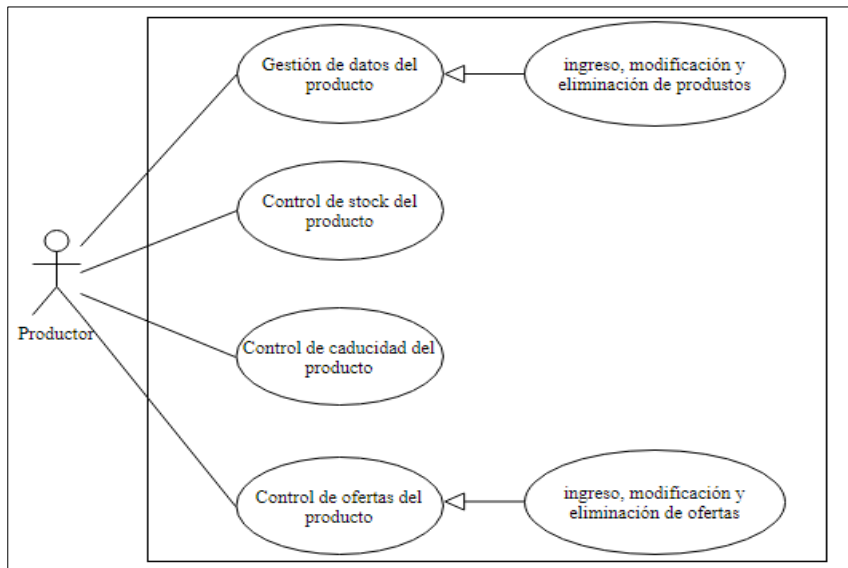 Gestión de datos del
producto
ingreso, modificación y
eliminación de produstos
Control de stock del
producto
Productor
Control de caducidad del
producto
Control de ofertas del
producto
ingreso, modificación y
eliminación de ofertas